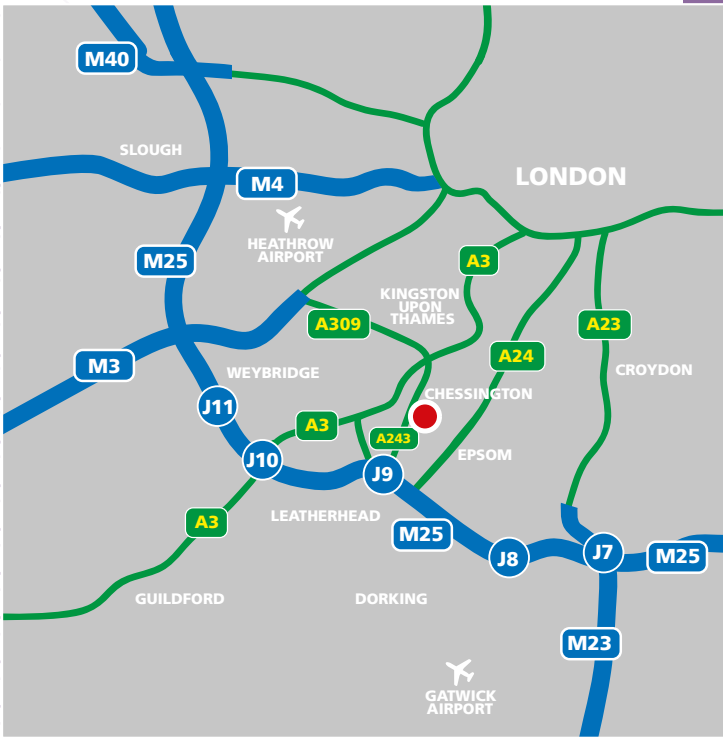 M40
SLOUGH
M4
LONDON
HEATHROW
AIRPORT
M25
A3
KINGSTON
UPON
THAMES
A309
A23
A24
M3
WEYBRIDGE
CROYDON
CHESSINGTON
J11
A3
A243
J10
EPSOM
J9
LEATHERHEAD
A3
M25
J8
J7
M25
GUILDFORD
DORKING
M23
GATWICK
AIRPORT